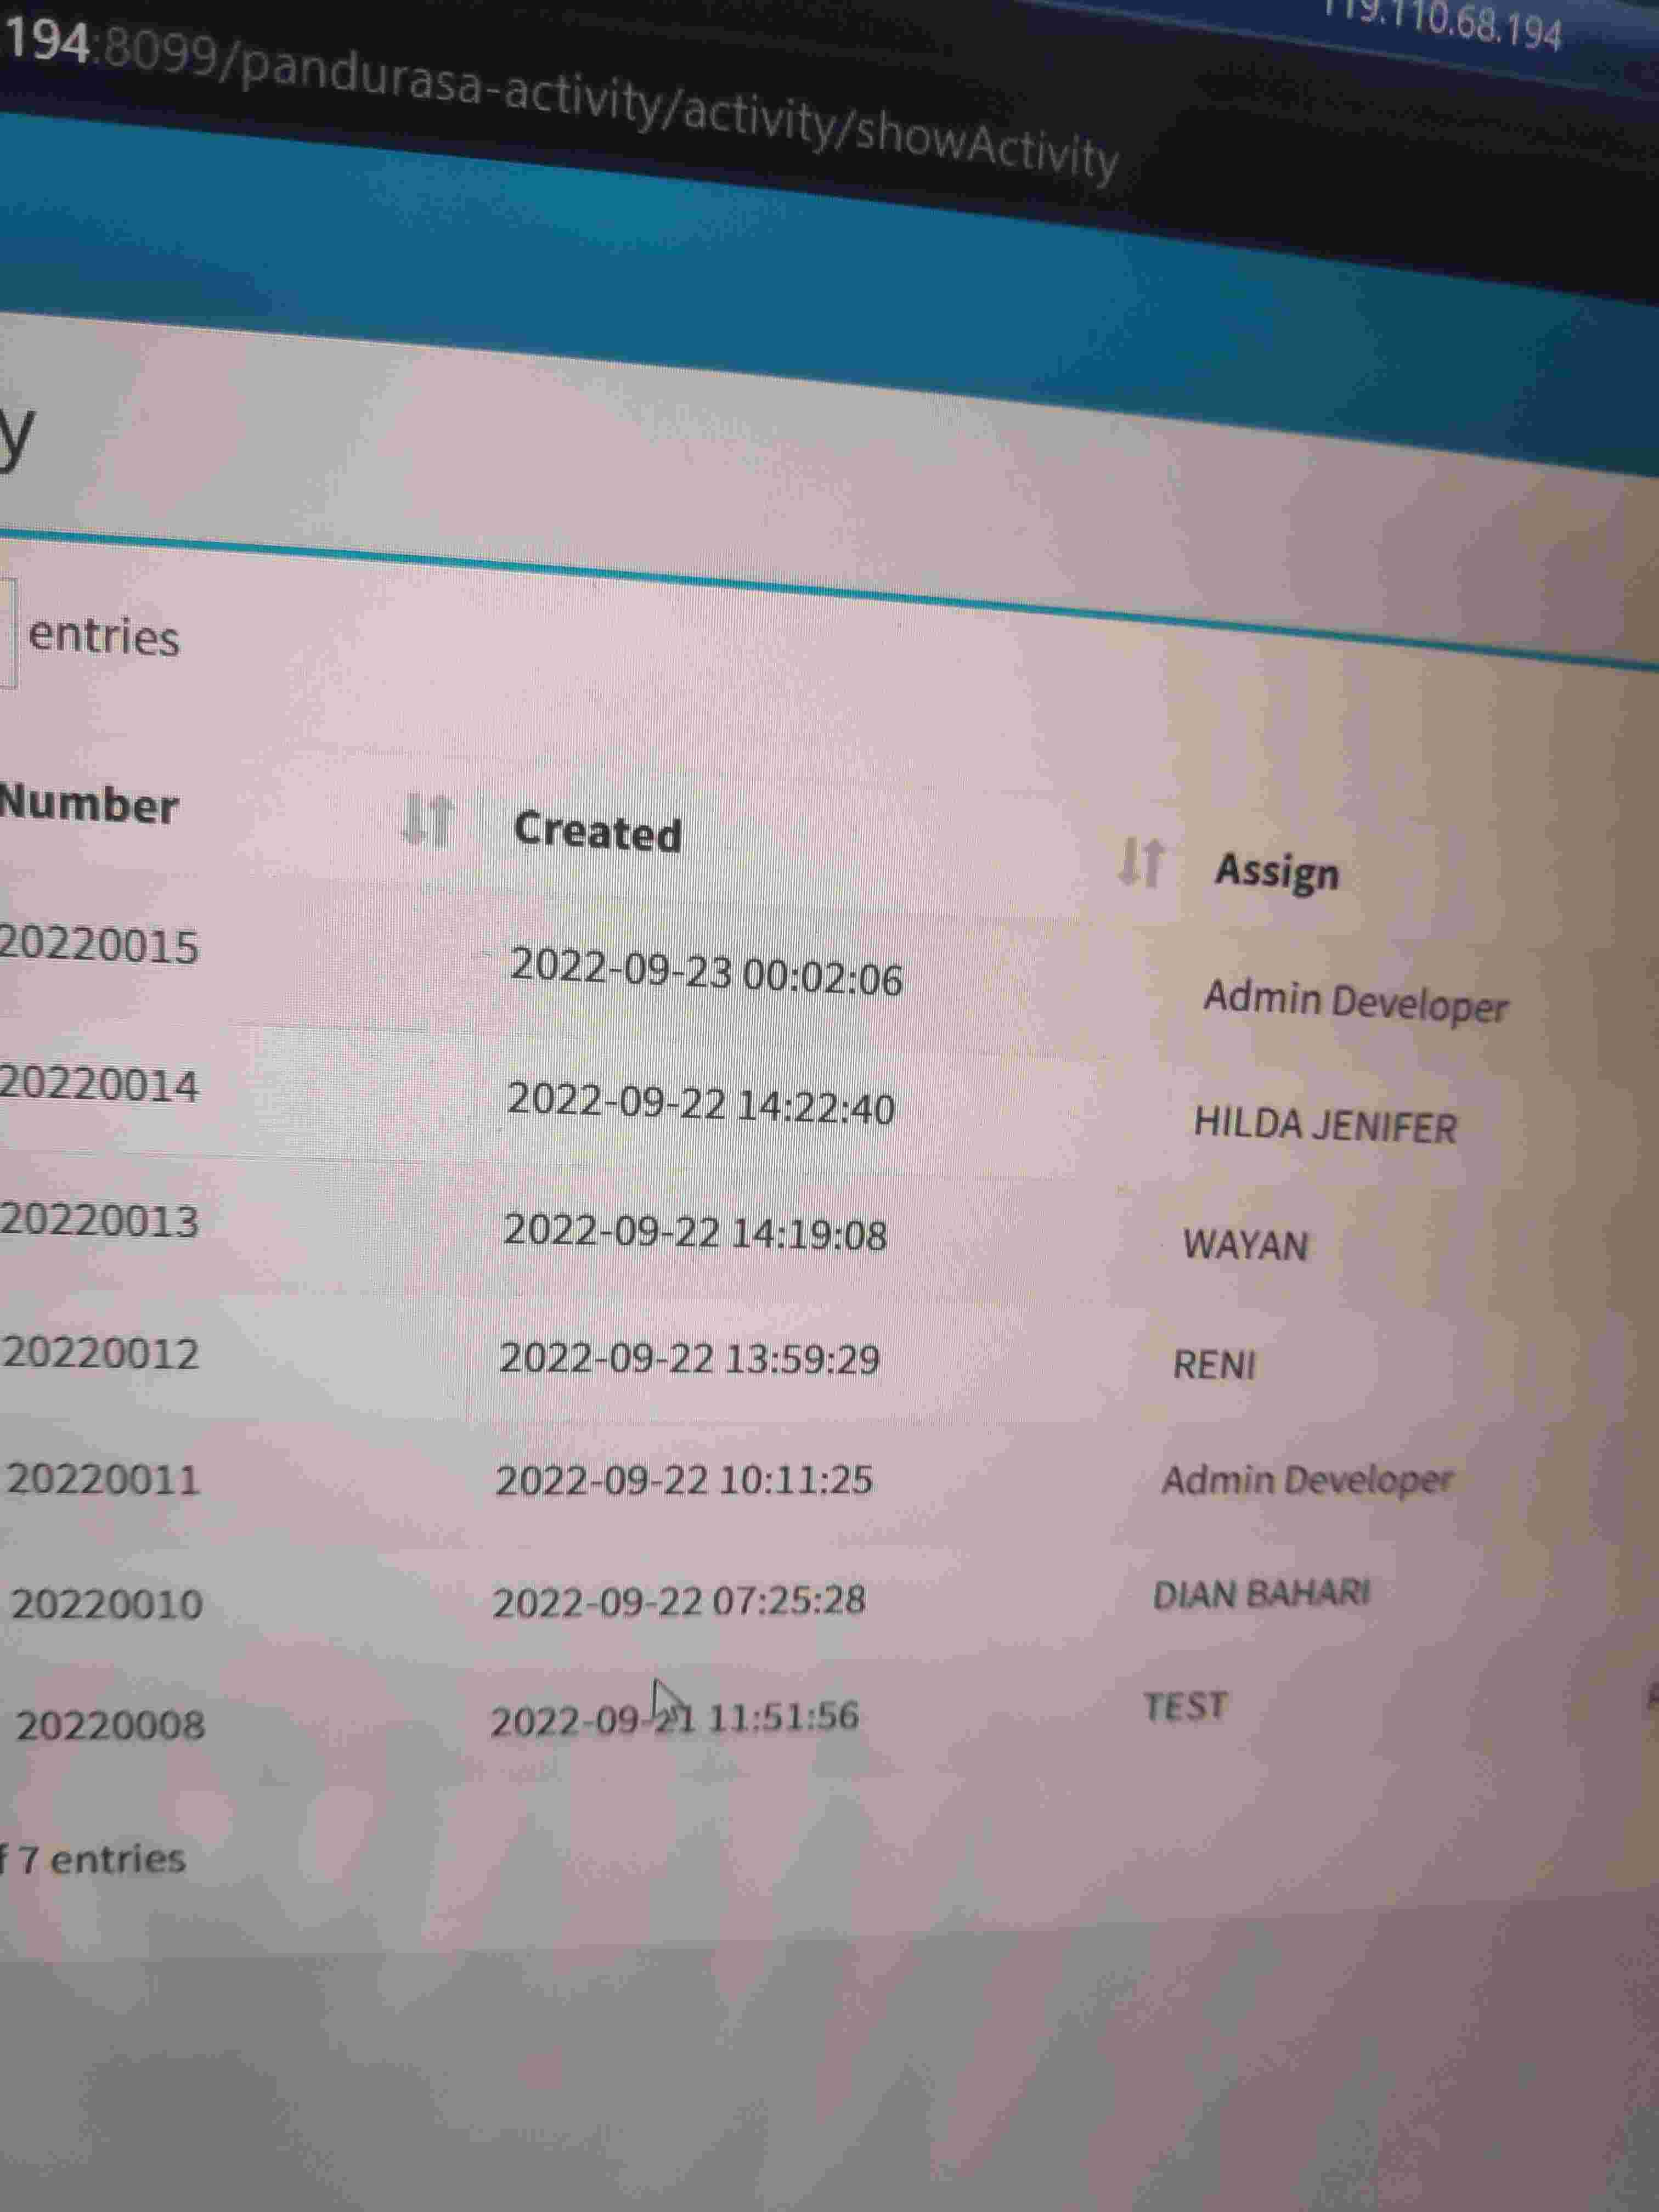 119.110.68.194
194:8099/pandurasa-activity/activity/showActivity
y
entries
Number Created Assign
20220015 2022-09-23 00:02:06 Admin Developer
20220014 2022-09-22 14:22:40 HILDA JENIFER
20220013 2022-09-22 14:19:08 WAYAN
20220012 2022-09-22 13:59:29 RENI
20220011 2022-09-22 10:11:25 Admin Developer
20220010 2022-09-22 07:25:28 DIAN BAHARI
20220008 2022-09-21 11:51:56 TEST
f 7 entries